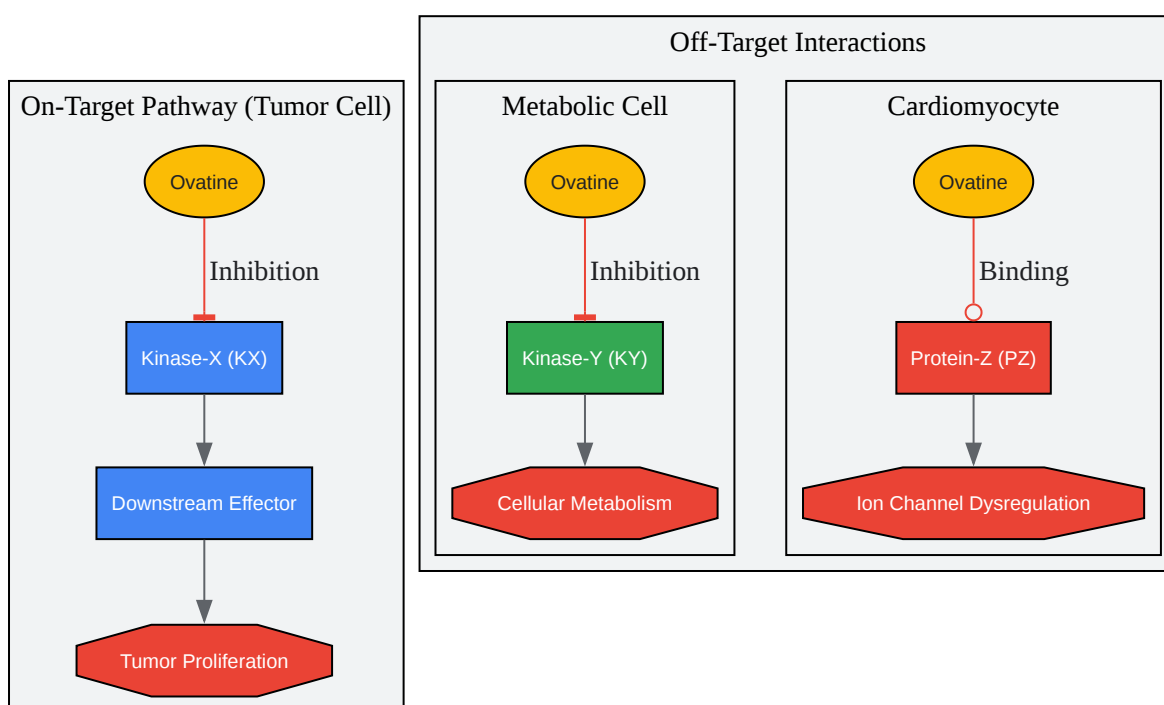 Off-Target Interactions
On-Target Pathway (Tumor Cell)
Metabolic Cell
Cardiomyocyte
Ovatine
Ovatine
Ovatine
Inhibition
Inhibition
Binding
Kinase-X (KX)
Kinase-Y (KY)
Protein-Z (PZ)
Downstream Effector
Cellular Metabolism
Ion Channel Dysregulation
Tumor Proliferation